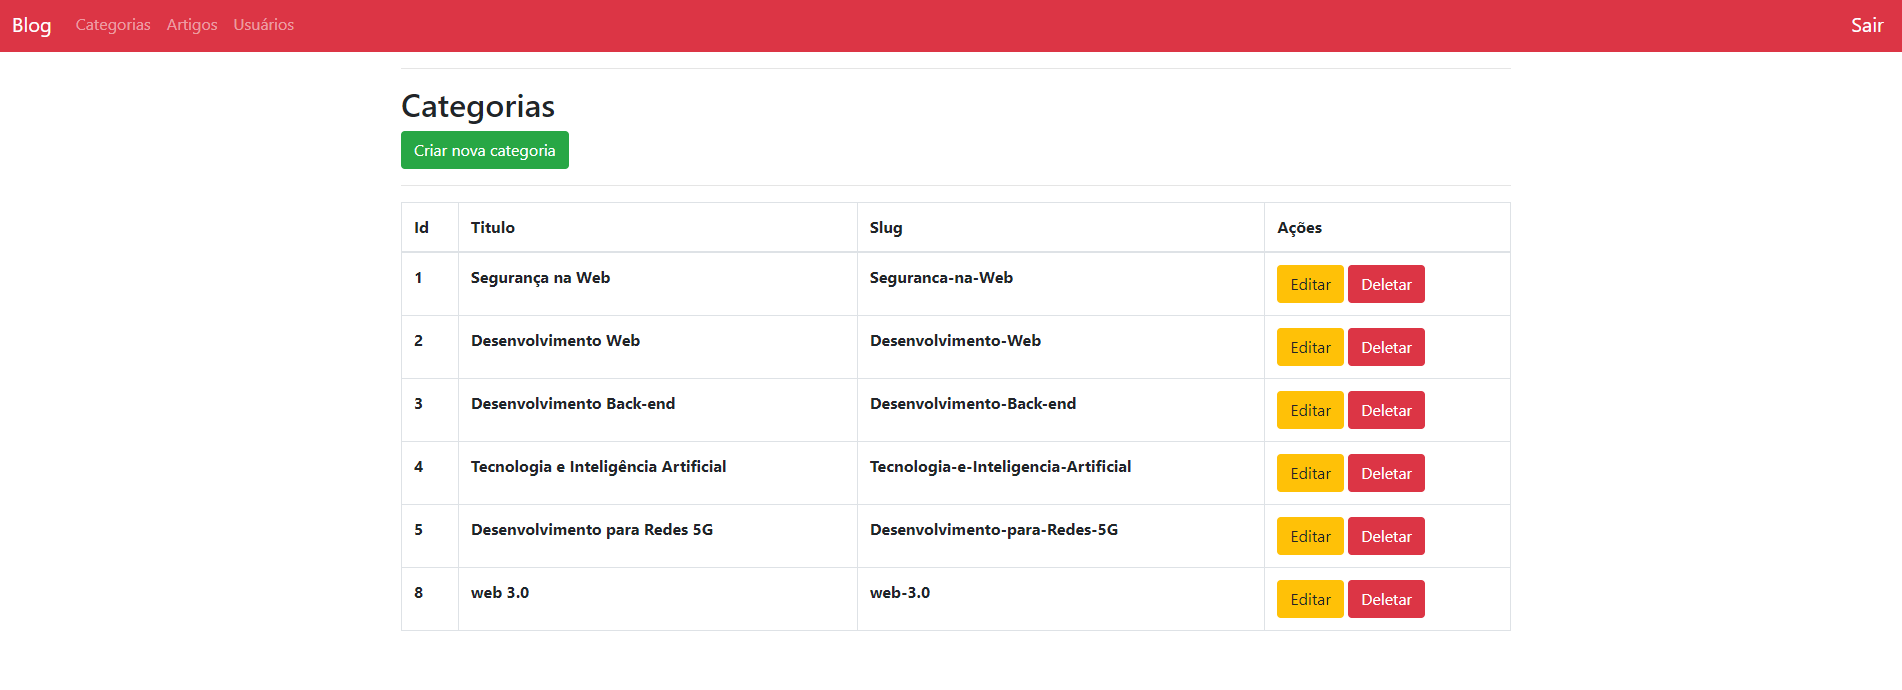 Blog Categorias Artigos Usuários Sair
Categorias
Criar nova categoria
Id Titulo Slug Ações
1 Segurança na Web Seguranca-na-Web Editar Deletar
2 Desenvolvimento Web Desenvolvimento-Web Editar Deletar
3 Desenvolvimento Back-end Desenvolvimento-Back-end Editar Deletar
4 Tecnologia e Inteligência Artificial Tecnologia-e-Inteligencia-Artificial Editar Deletar
5 Desenvolvimento para Redes 5G Desenvolvimento-para-Redes-5G Editar Deletar
8 web 3.0 web-3.0 Editar Deletar